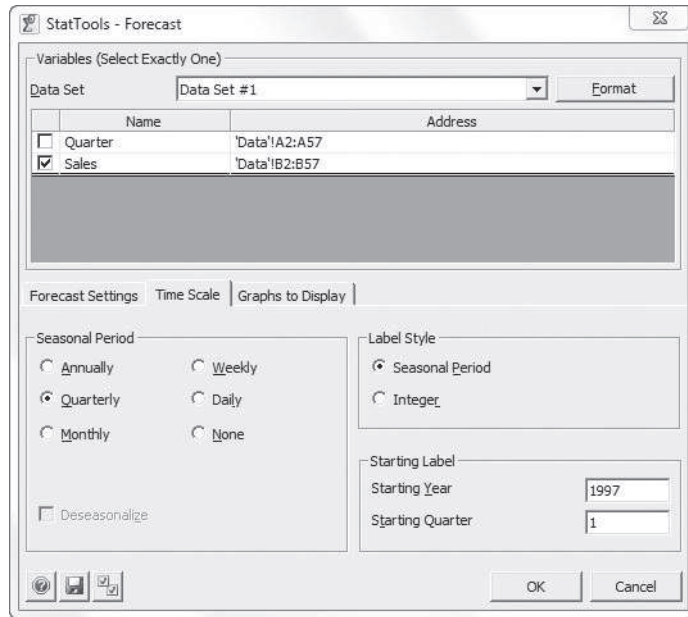 StatTools - Forecast
Variables (Select Exactly One)
Data Set Data Set #1 Format
Name Address
Quarter 'Data'!A2:A57
Sales 'Data'!B2:B57
Forecast Settings Time Scale Graphs to Display
Seasonal Period
Annually Weekly
Quarterly Daily
Monthly None
Deseasonalize
Label Style
Seasonal Period
Integer
Starting Label
Starting Year 1997
Starting Quarter 1
OK Cancel